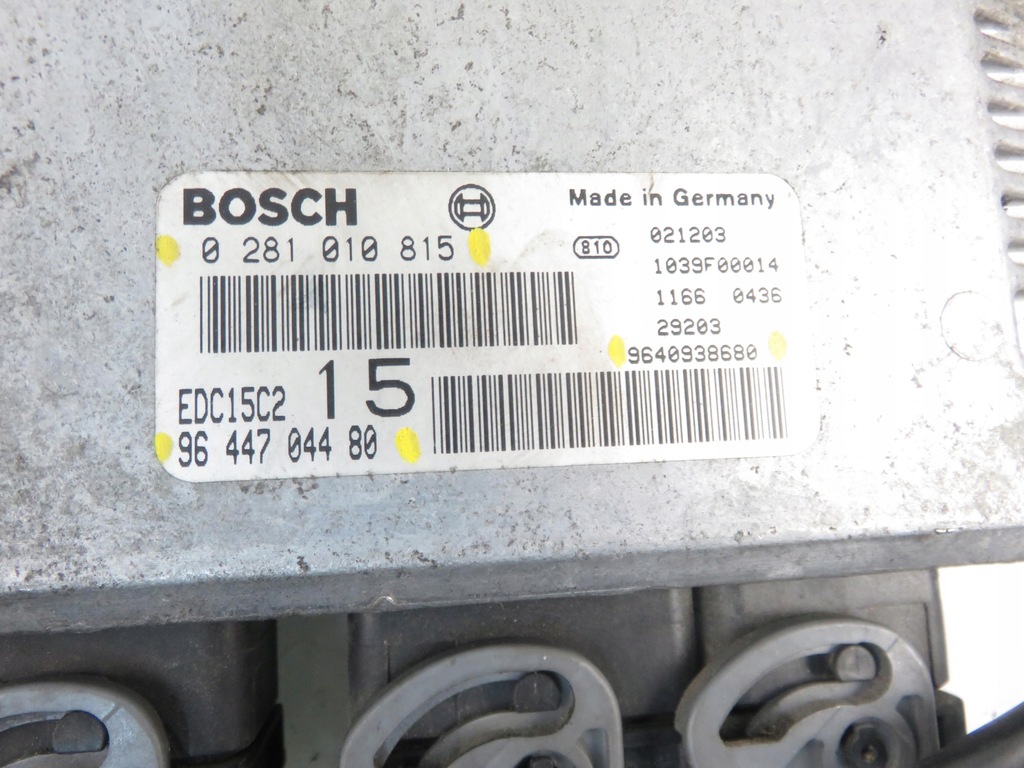 BOSCH
Made in Germany
0 281 010 815
810
021203
1039F00014
1166 0436
29203
9640938680
EDC15C2 15
96 447 044 80